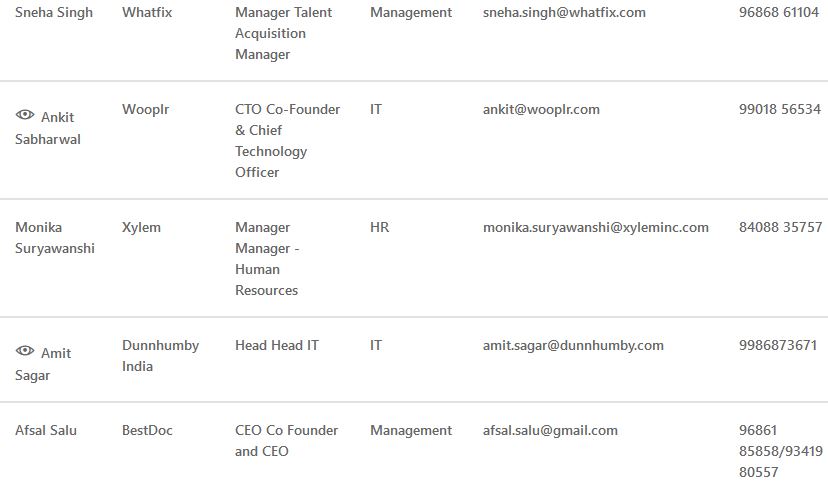 Sneha Singh Whatfix Manager Talent Management sneha.singh@whatfix.com 96868 61104
Acquisition
Manager
Ankit Wooplr CTO Co-Founder IT ankit@wooplr.com 99018 56534
Sabharwal & Chief
Technology
Officer
Monika Xylem Manager HR monika.suryawanshi@xyleminc.com 84088 35757
Suryawanshi Manager -
Human
Resources
Amit Dunnhumby Head Head IT IT amit.sagar@dunnhumby.com 9986873671
Sagar India
Afsal Salu BestDoc CEO Co Founder Management afsal.salu@gmail.com 96861
and CEO 85858/93419
80557